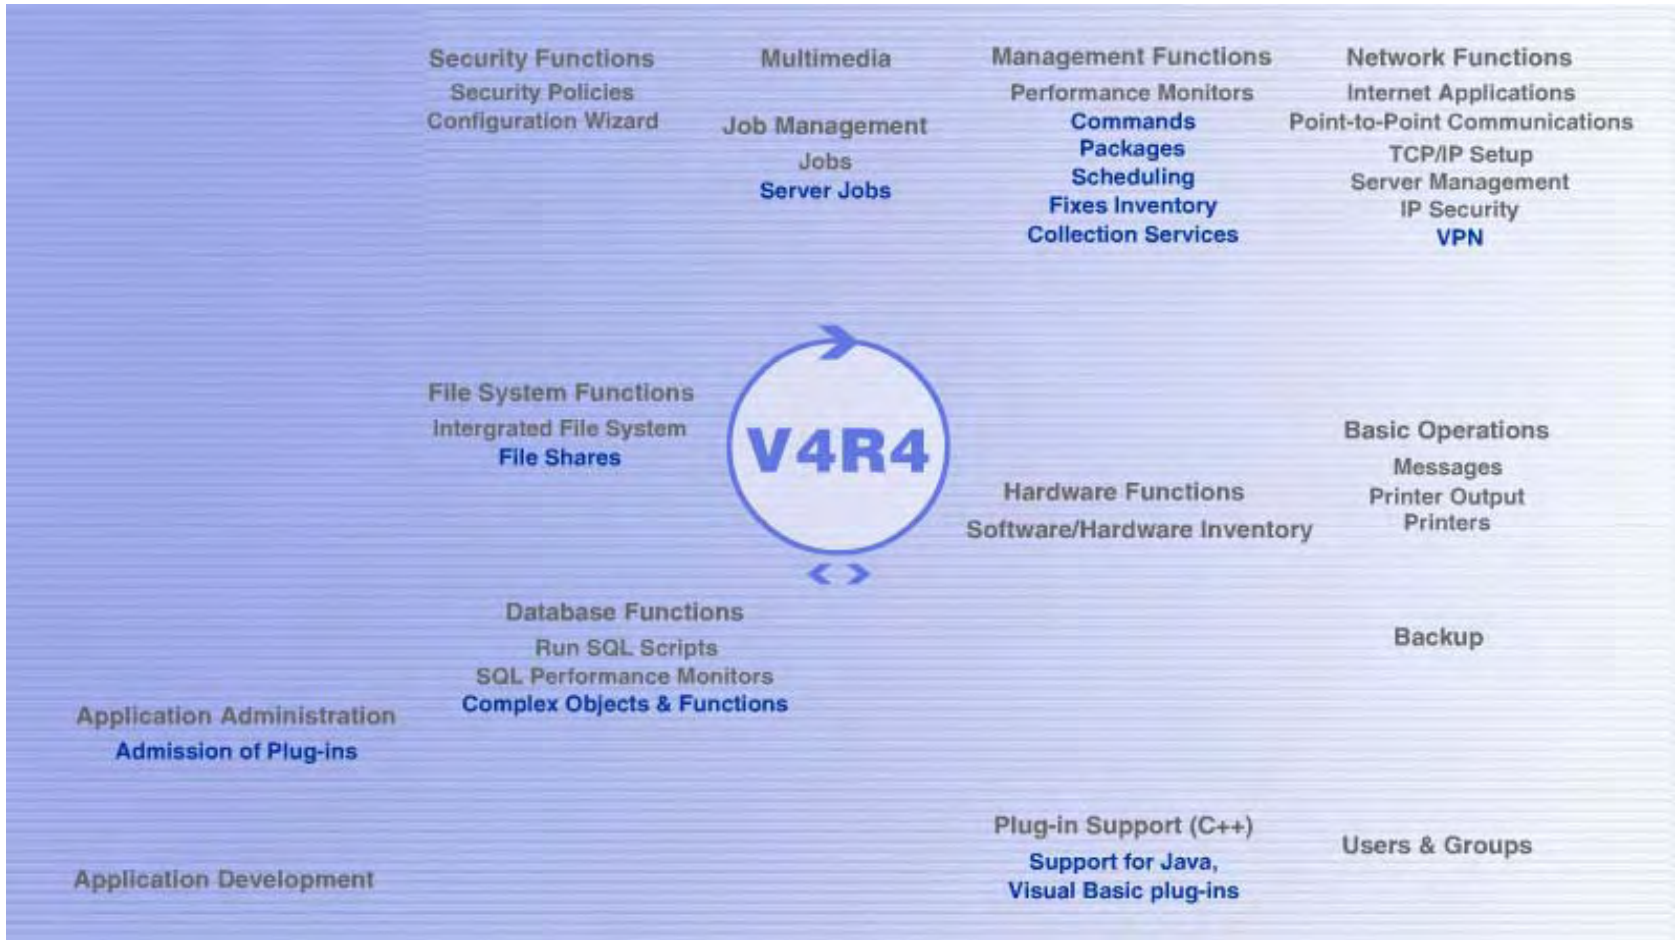 Security Functions
Security Policies
Configuration Wizard
Multimedia
Job Management
Jobs
Server Jobs
Management Functions
Performance Monitors
Commands
Packages
Scheduling
Fixes Inventory
Collection Services
Network Functions
Internet Applications
Point-to-Point Communications
TCP/IP Setup
Server Management
IP Security
VPN
File System Functions
Intergrated File System
File Shares
V4R4
Hardware Functions
Software/Hardware Inventory
Basic Operations
Messages
Printer Output
Printers
Database Functions
Run SQL Scripts
SQL Performance Monitors
Complex Objects & Functions
Backup
Application Administration
Admission of Plug-ins
Application Development
Plug-in Support (C++)
Support for Java,
Visual Basic plug-ins
Users & Groups